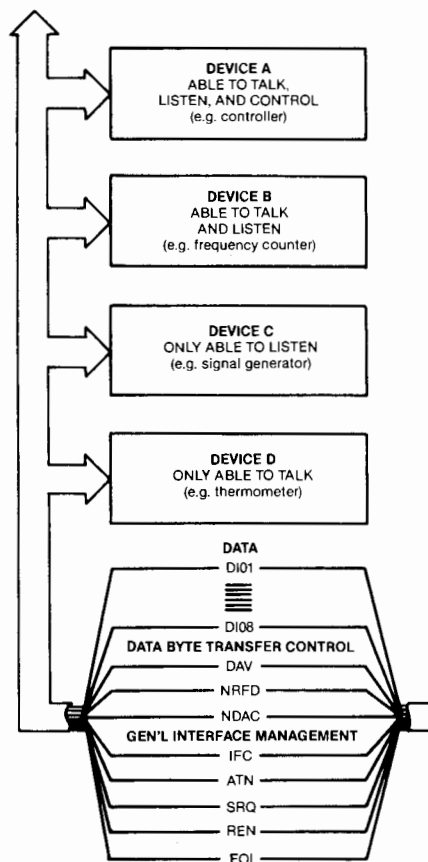 DEVICE A
ABLE TO TALK,
LISTEN, AND CONTROL
(e.g. controller)
DEVICE B
ABLE TO TALK
AND LISTEN
(e.g. frequency counter)
DEVICE C
ONLY ABLE TO LISTEN
(e.g. signal generator)
DEVICE D
ONLY ABLE TO TALK
(e.g. thermometer)
DATA
DI01
DI08
DATA BYTE TRANSFER CONTROL
DAV
NRFD
NDAC
GEN'L INTERFACE MANAGEMENT
IFC
ATN
SRQ
REN
EOI